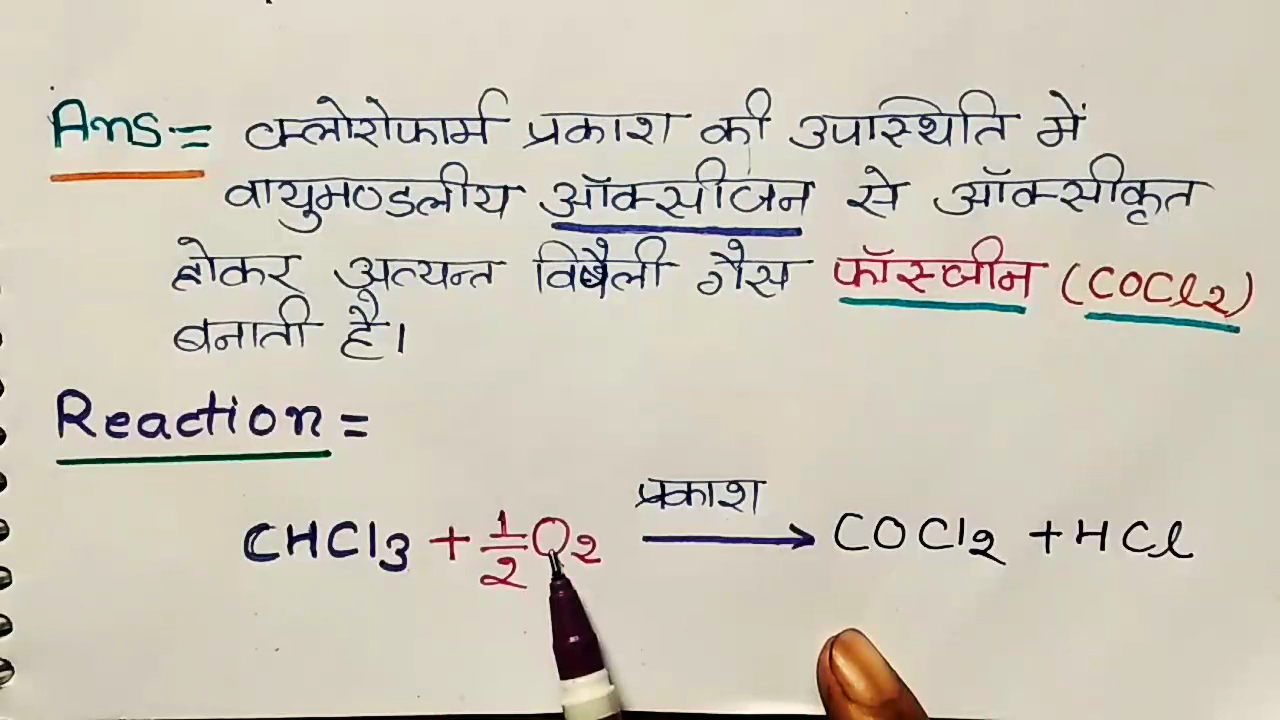 Ans:= क्लोरोफार्म प्रकाश की उपस्थिति में
वायुमण्डलीय ऑक्सीजन से ऑक्सीकृत
होकर अत्यन्त विषैली गैस फॉस्जीन (COCl2)
बनाती है।
Reaction =
प्रकाश
CHCl3 + 1/2 O2 → COCl2 + HCl